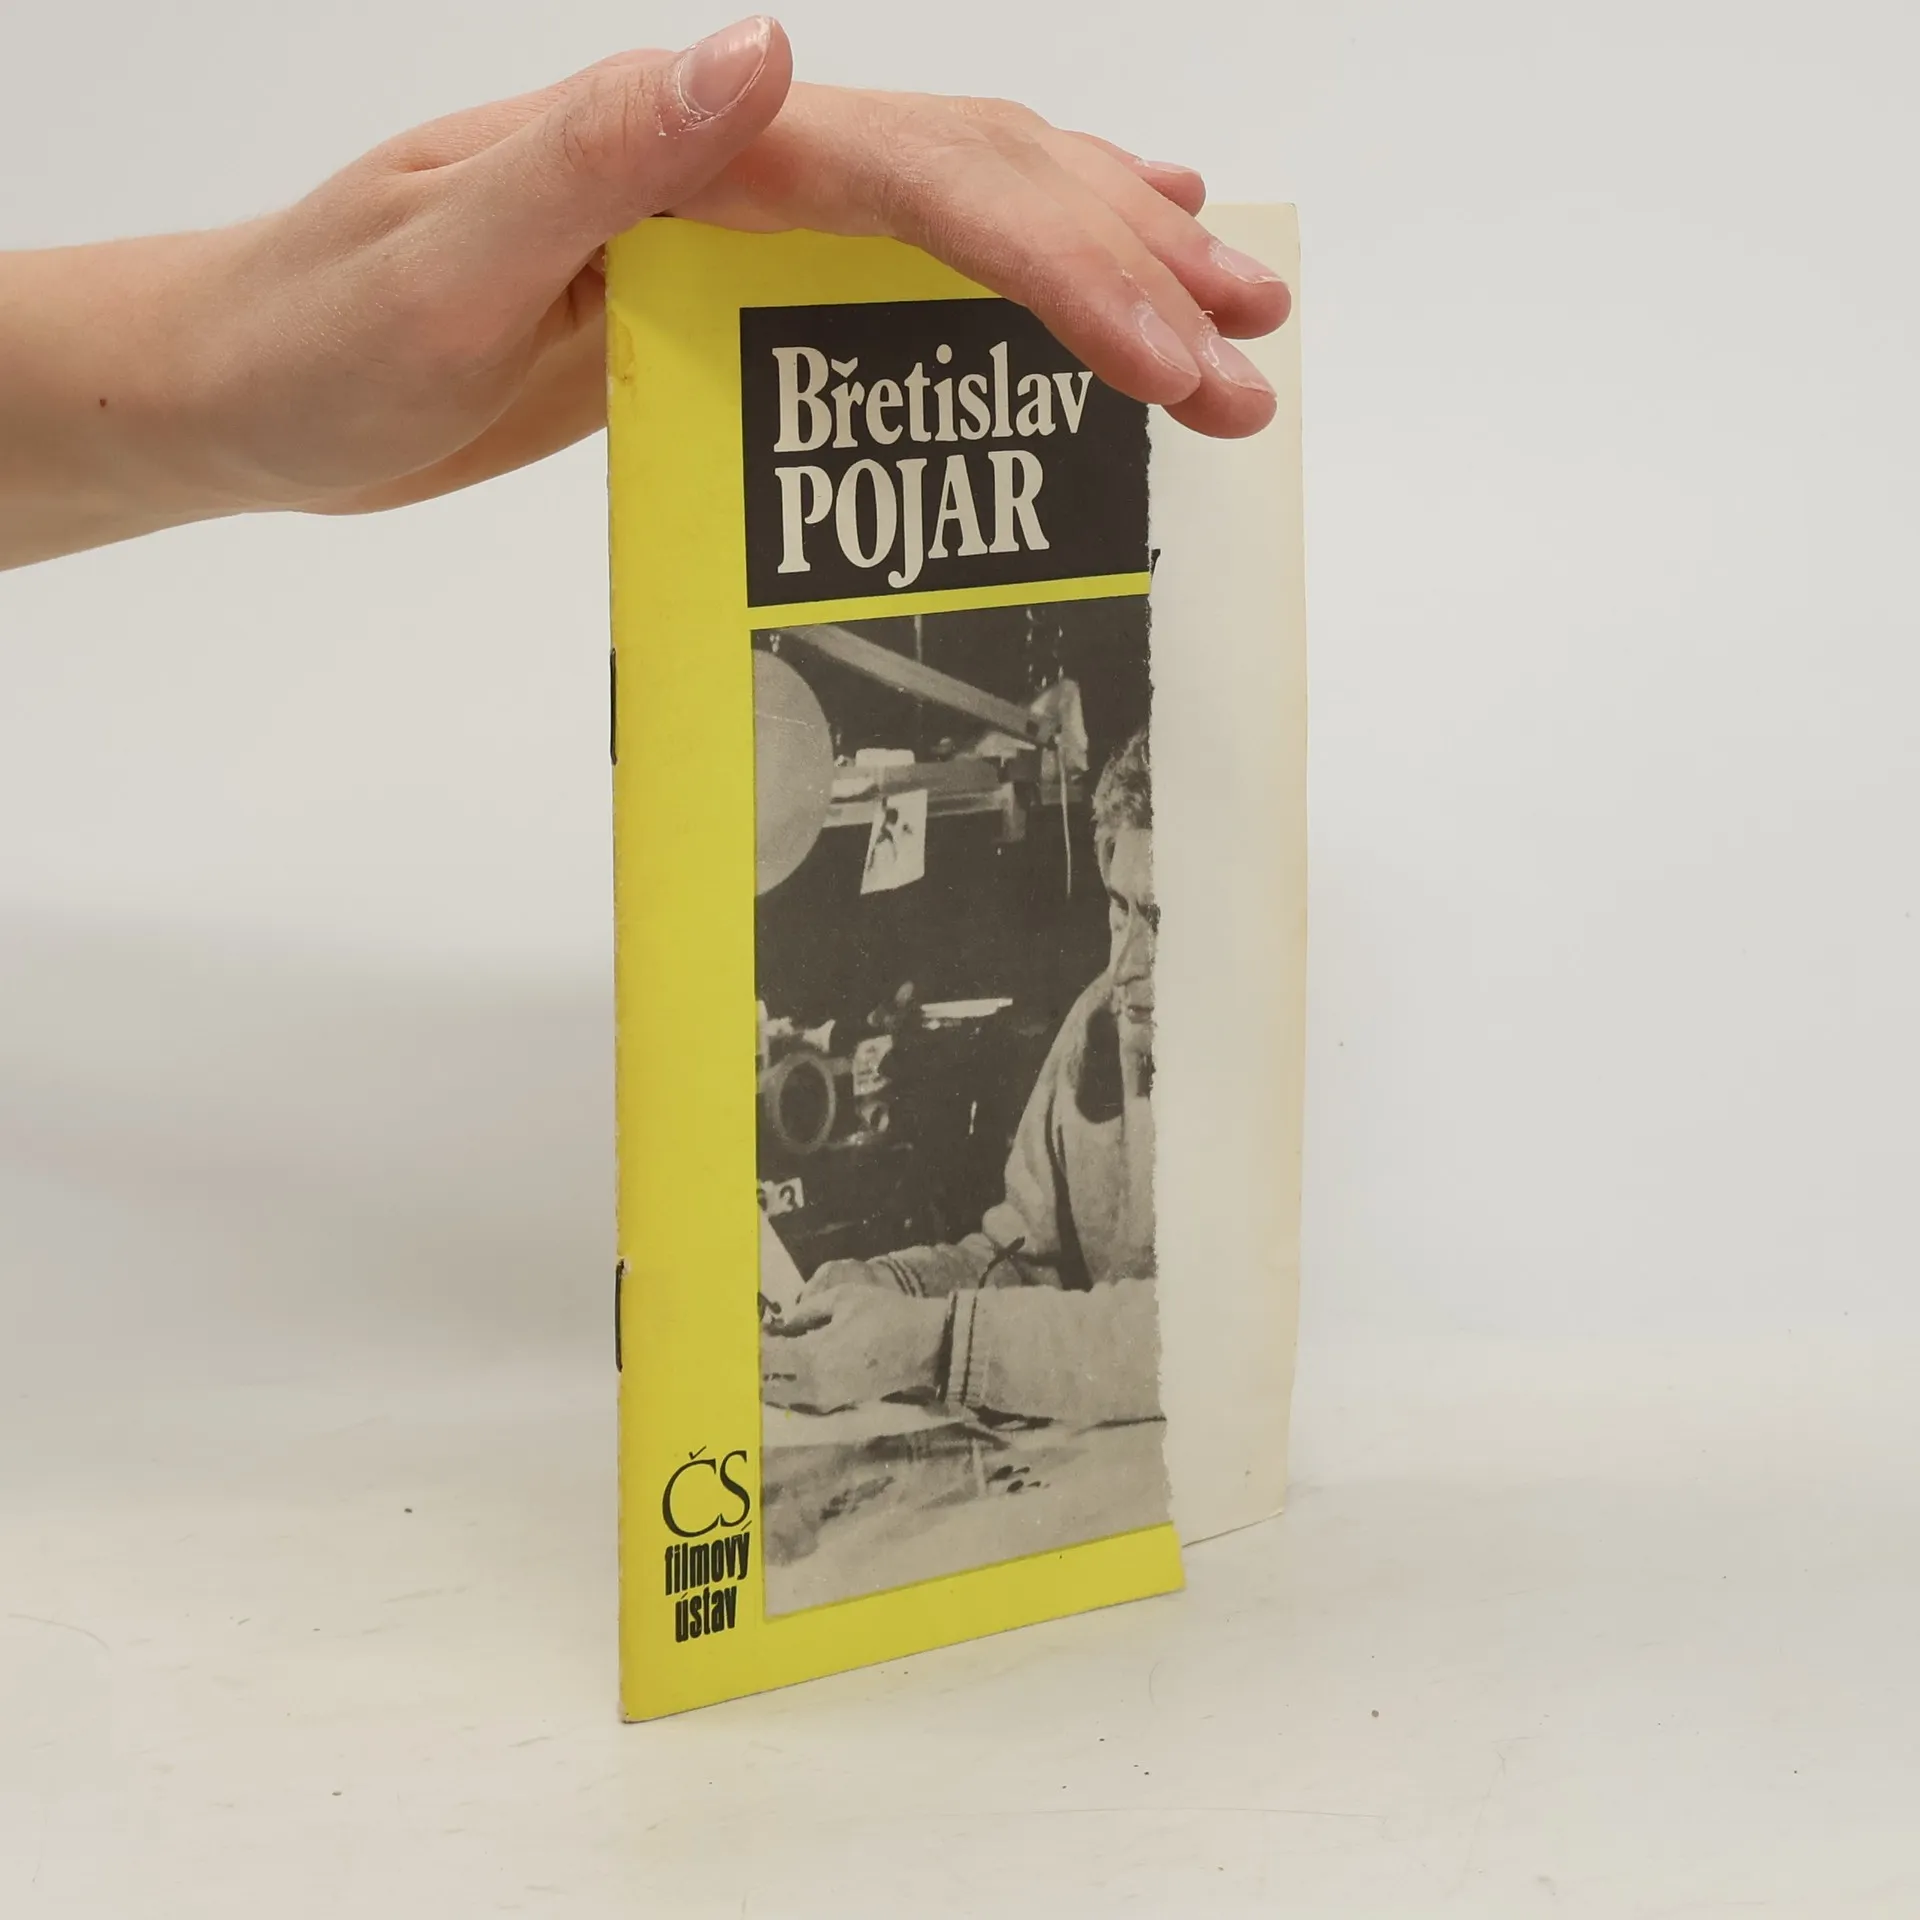 Břetislav
POJAR
ČS
filmový
ústav